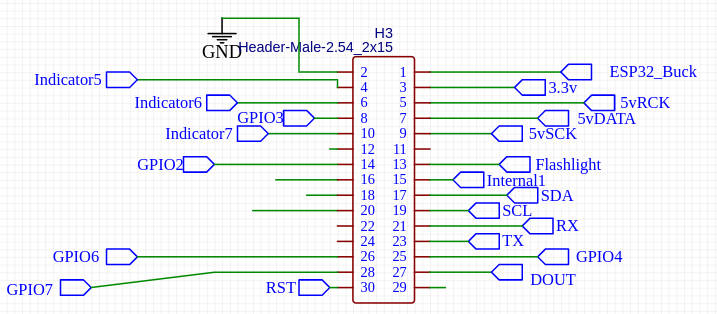 H3
GND
Header-Male-2.54_2x15
2 1 ESP32_Buck
Indicator5 4 3 3.3v
Indicator6 6 5 5vRCK
GPIO3 8 7 5vDATA
Indicator7 10 9 5vSCK
12 11
GPIO2 14 13 Flashlight
16 15 Internal1
18 17 SDA
20 19 SCL
22 21 RX
24 23 TX
GPIO6 26 25 GPIO4
28 27 DOUT
GPIO7
RST 30 29